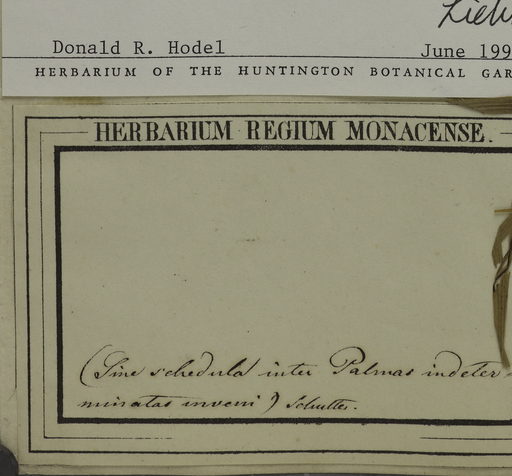 Lieb
Donald R. Hodel June 199
HERBARIUM OF THE HUNTINGTON BOTANICAL GAR
HERBARIUM REGIUM MONACENSE.
(Sine schedula inter Palmas indeter-
minatas inveni) Schultes.